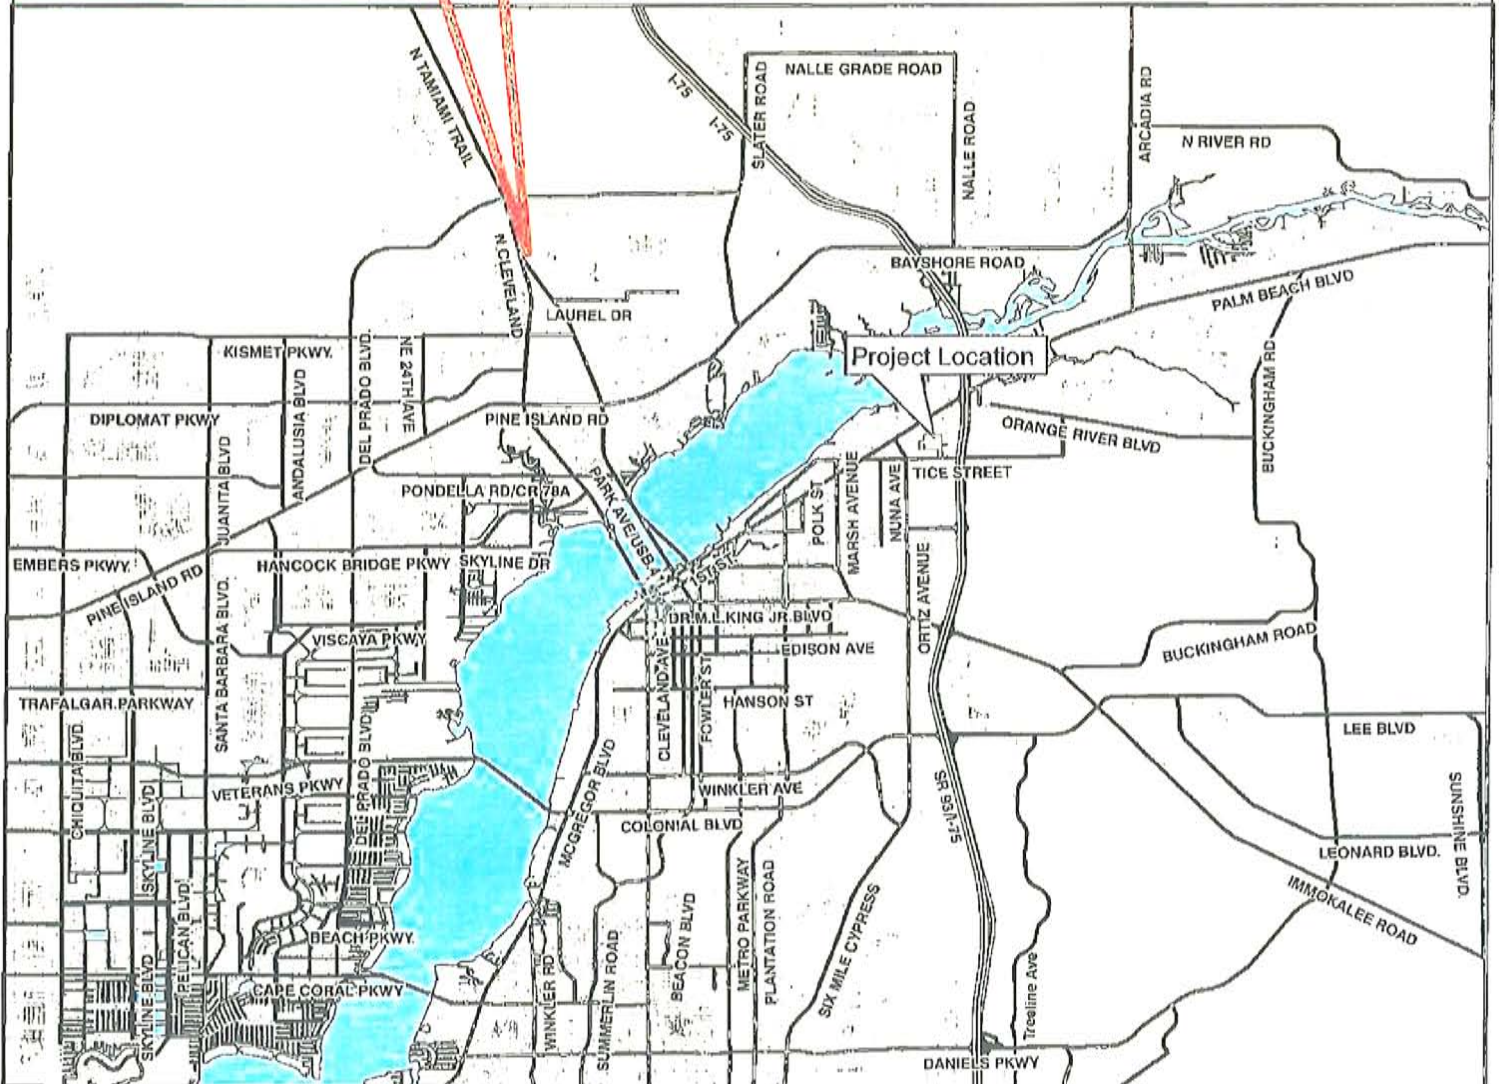 N TAMIAMI TRAIL
I-75
I-75
SLATER ROAD
NALLE GRADE ROAD
NALLE ROAD
ARCADIA RD
N RIVER RD
N CLEVELAND
BAYSHORE ROAD
PALM BEACH BLVD
LAUREL DR
KISMET PKWY.
ANDALUSIA BLVD
DEL PRADO BLVD.
NE 24TH AVE
Project Location
BUCKINGHAM RD
DIPLOMAT PKWY
JUANITA BLVD
PINE ISLAND RD
ORANGE RIVER BLVD
TICE STREET
PONDELLA RD/CR 78A
PARK AVE/USB 41
POLK ST
MARSH AVENUE
NUNA AVE
EMBERS PKWY.
PINE ISLAND RD
HANCOCK BRIDGE PKWY
SKYLINE DR
1ST ST
ORTIZ AVENUE
SANTA BARBARA BLVD.
VISCAYA PKWY
DR.M.L.KING JR.BLVD
EDISON AVE
BUCKINGHAM ROAD
TRAFALGAR PARKWAY
CLEVELAND AVE
FOWLER ST
HANSON ST
LEE BLVD
CHIQUITA BLVD.
DEL PRADO BLVD
MCGREGOR BLVD
VETERANS PKWY
WINKLER AVE
SKYLINE BLVD
COLONIAL BLVD
SR 93/I-75
SUNSHINE BLVD.
LEONARD BLVD.
IMMOKALEE ROAD
PELICAN BLVD
BEACH PKWY.
BEACON BLVD
METRO PARKWAY
PLANTATION ROAD
SIX MILE CYPRESS
CAPE CORAL PKWY
SKYLINE BLVD
WINKLER RD
SUMMERLIN ROAD
Treeline Ave
DANIELS PKWY